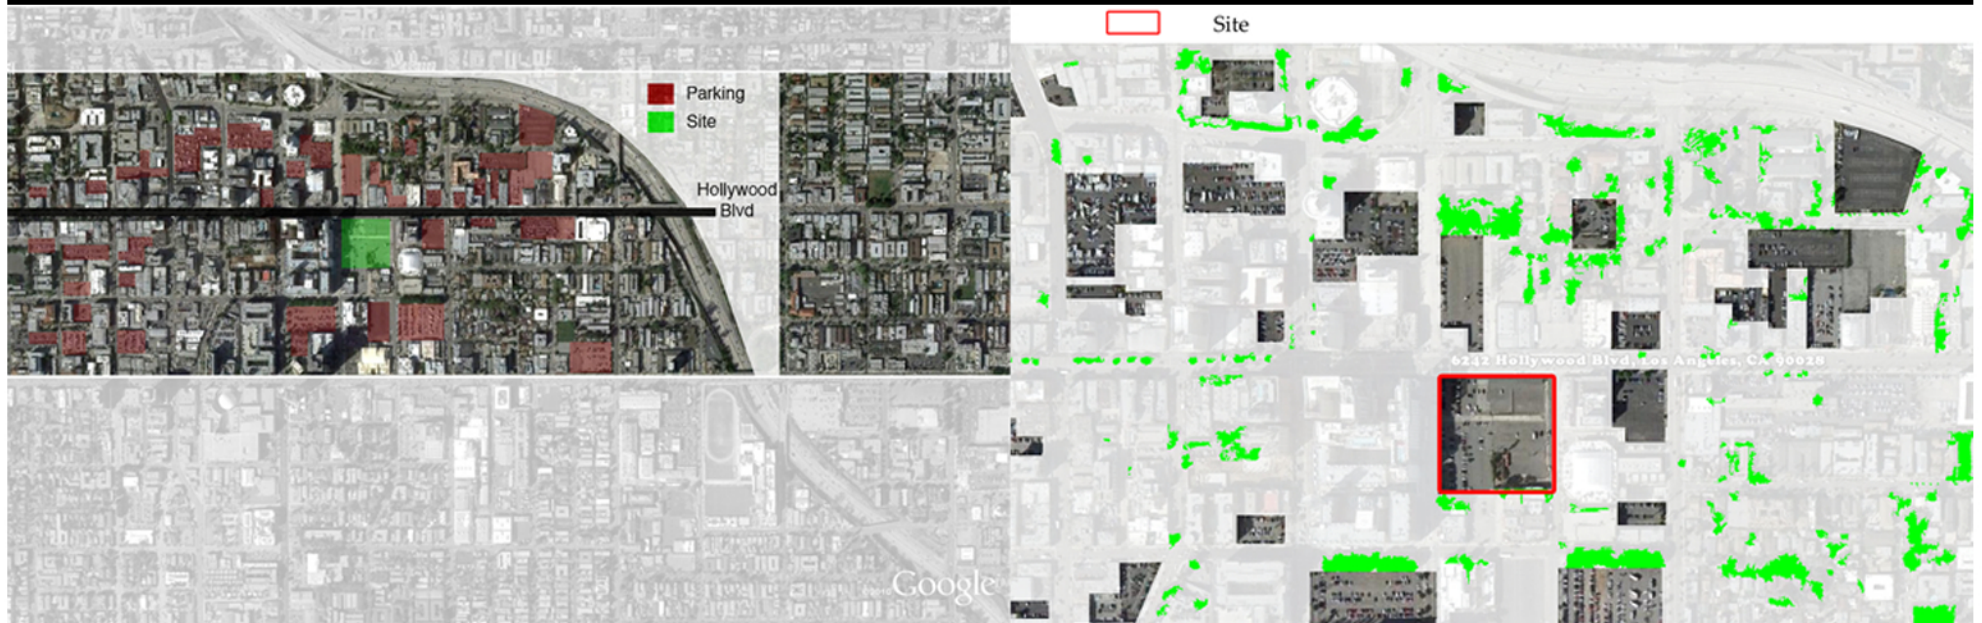 Parking
Site
Hollywood
Blvd
Google
Site
6242 Hollywood Blvd, Los Angeles, CA 90028